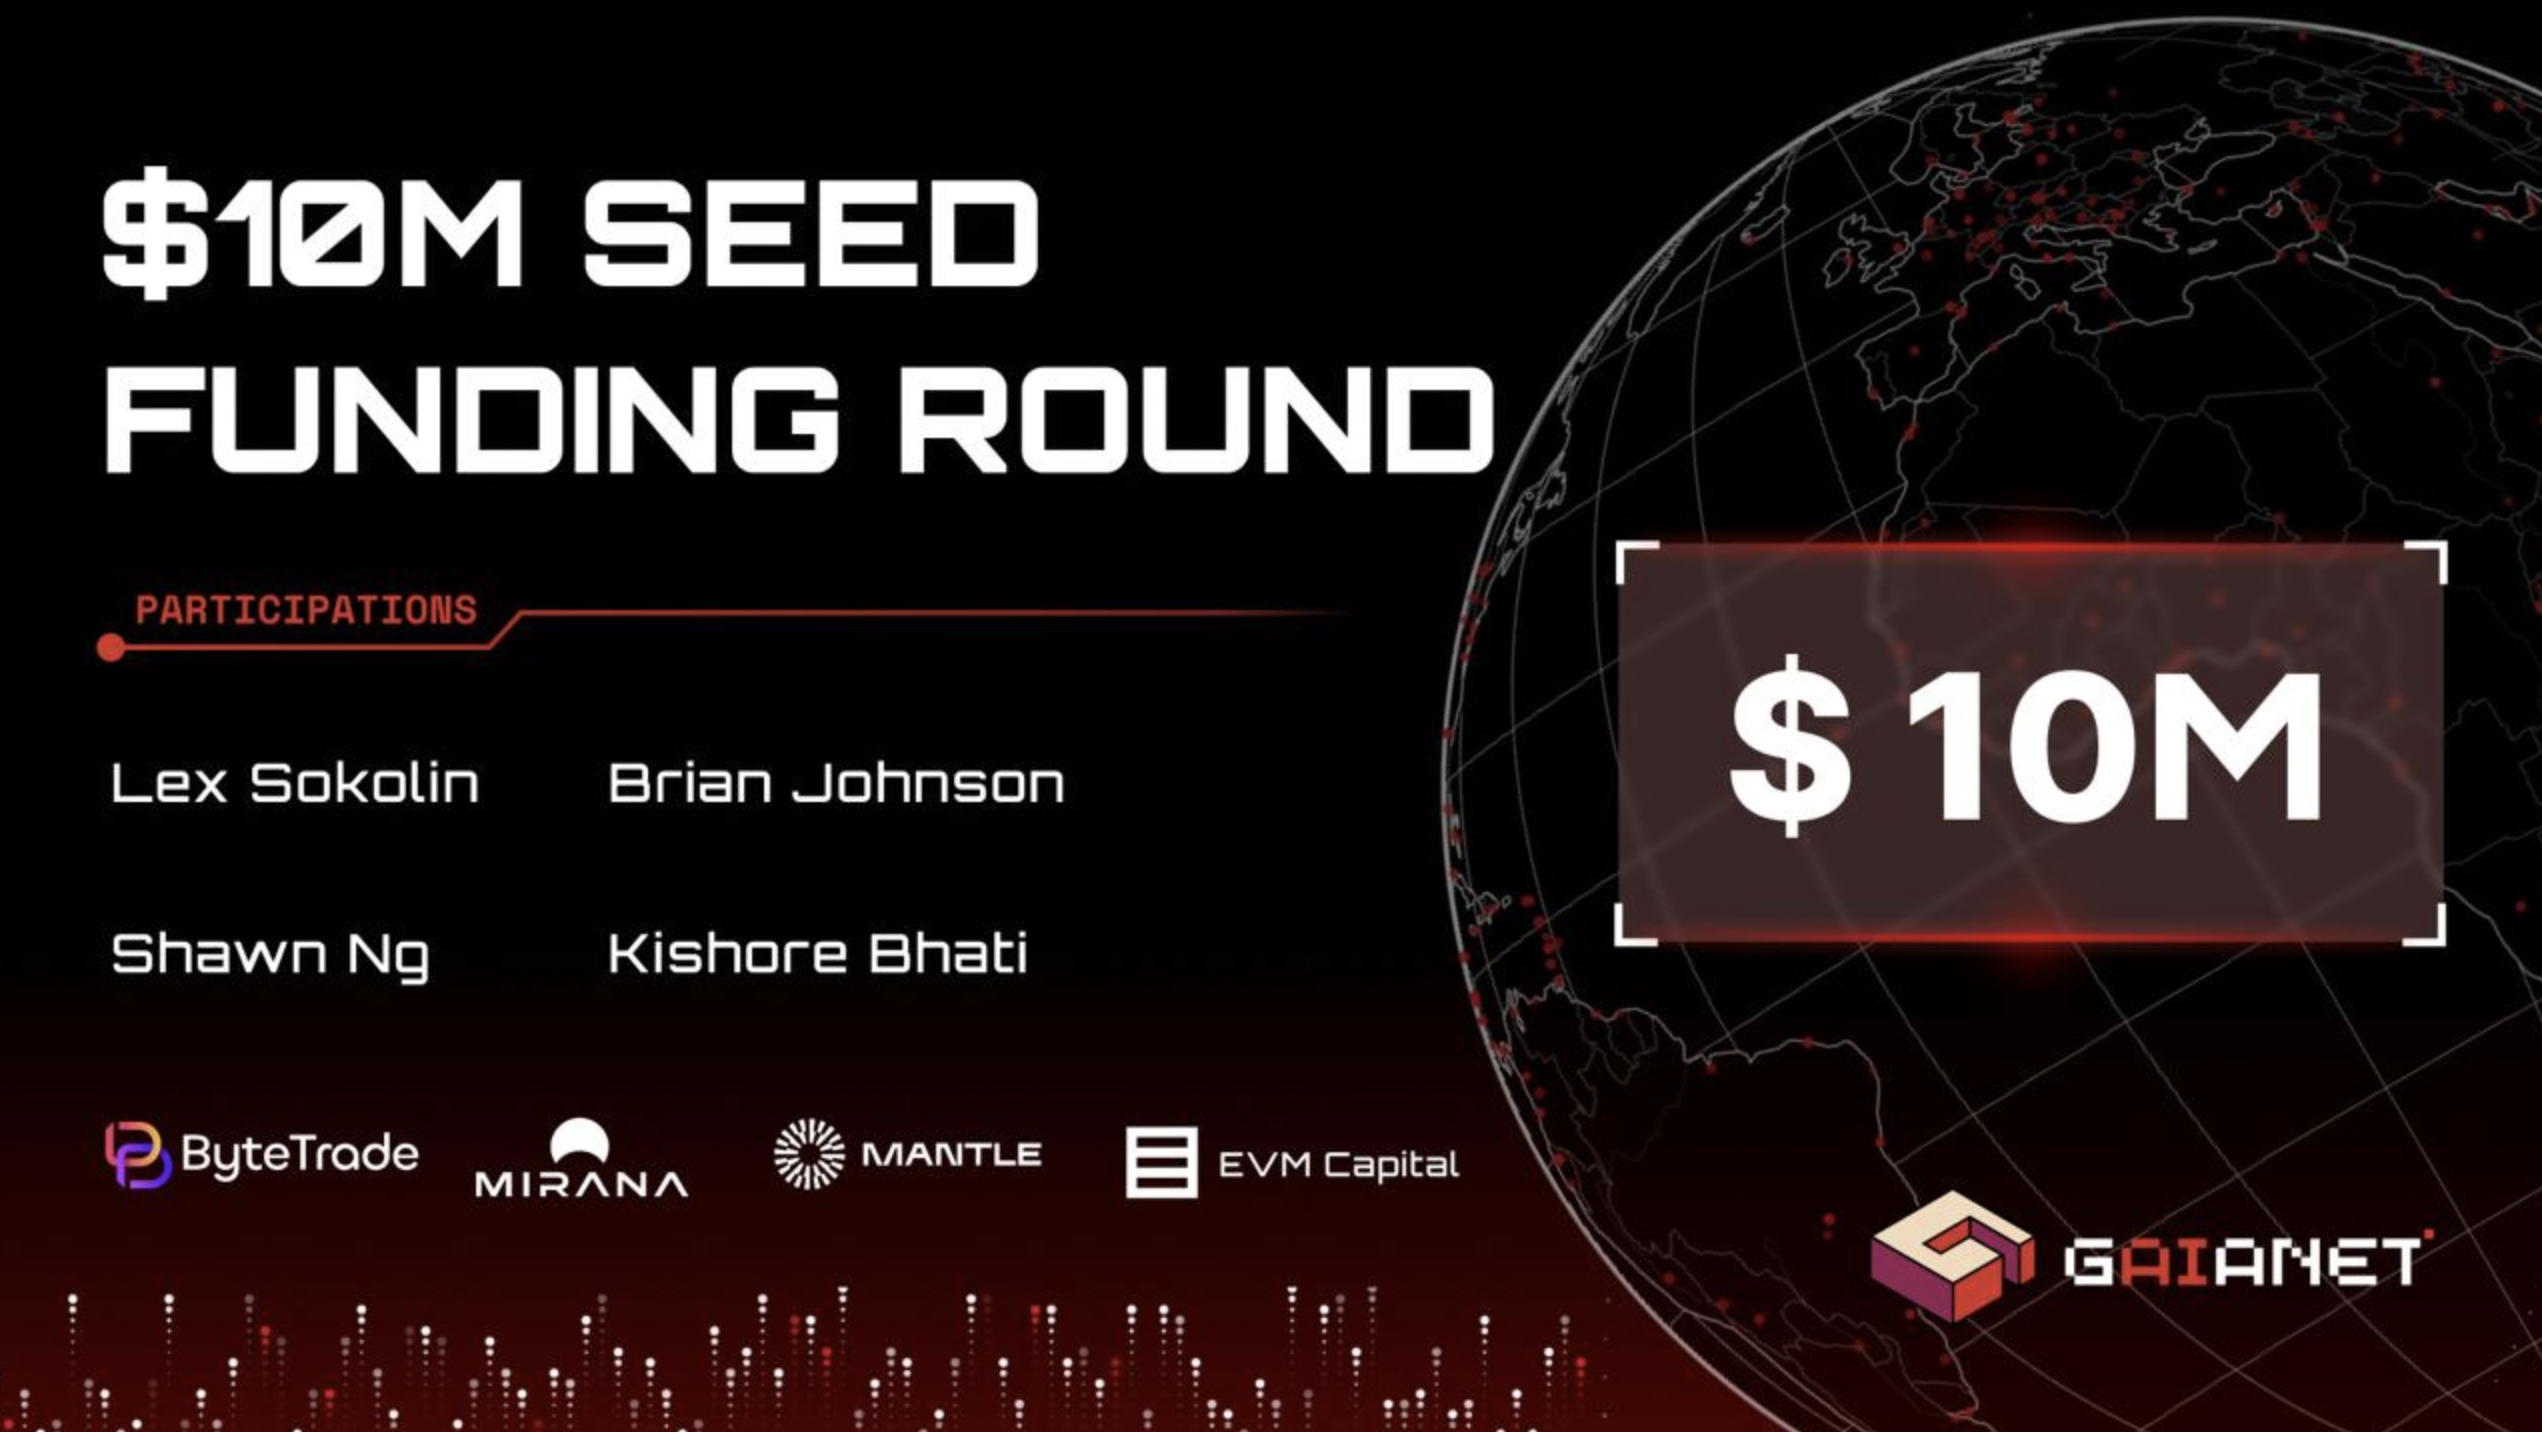 $10M SEED
FUNDING ROUND
PARTICIPATIONS
Lex Sokolin
Brian Johnson
Shawn Ng
Kishore Bhati
$10M
ByteTrade
MIRANA
MANTLE
EVM Capital
GAIANET